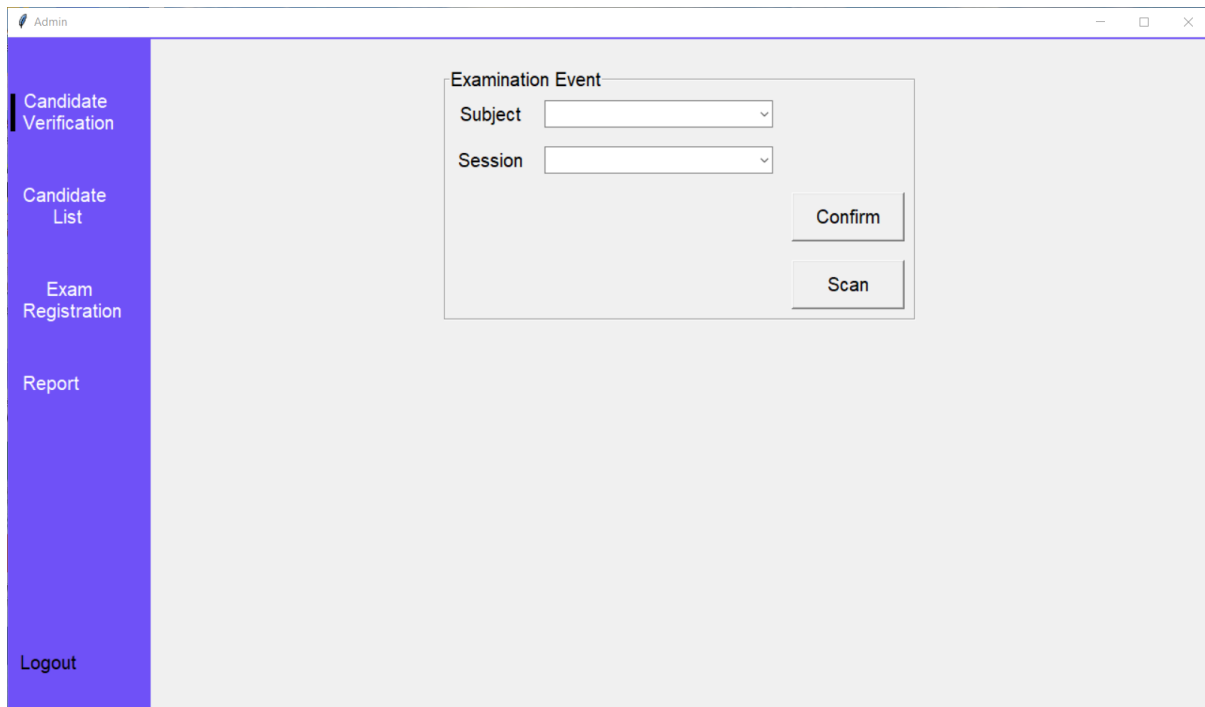 Admin
Candidate
Verification
Candidate
List
Exam
Registration
Report
Logout
Examination Event
Subject
Session
Confirm
Scan